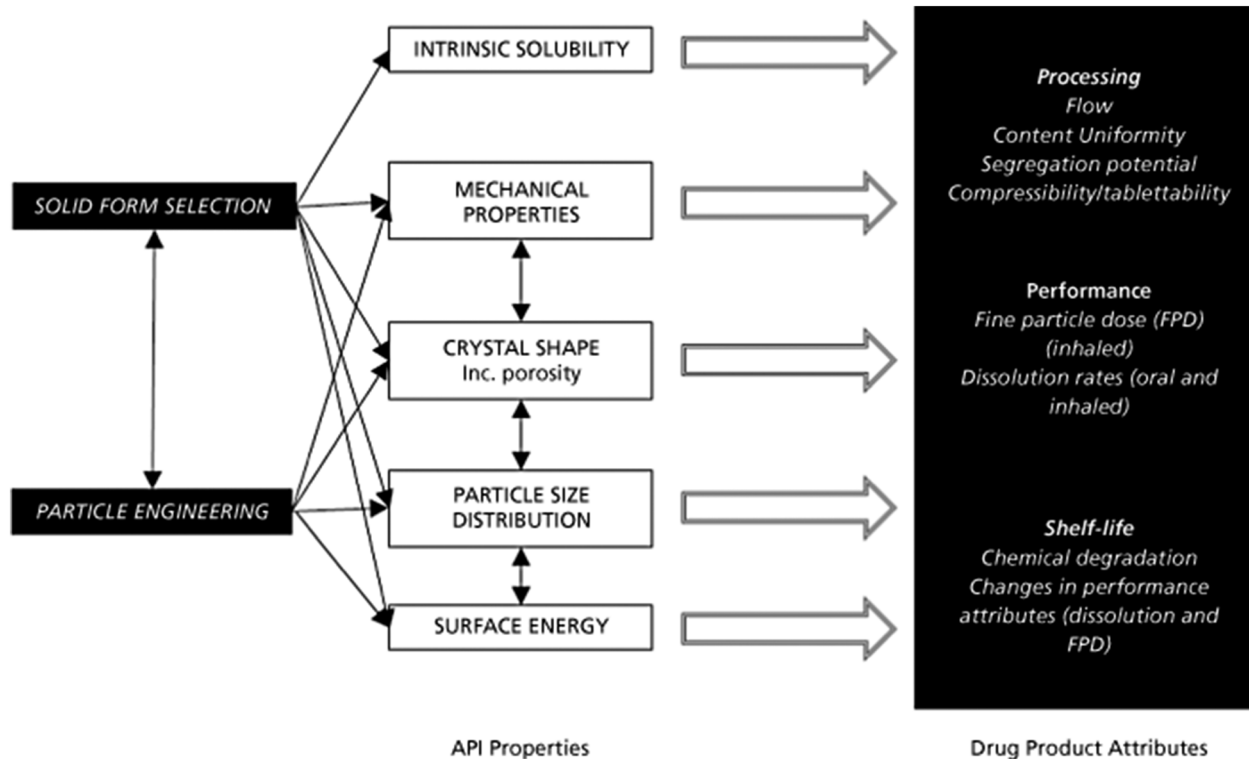 INTRINSIC SOLUBILITY
SOLID FORM SELECTION
PARTICLE ENGINEERING
MECHANICAL
PROPERTIES
CRYSTAL SHAPE
Inc. porosity
PARTICLE SIZE
DISTRIBUTION
SURFACE ENERGY
API Properties
Processing
Flow
Content Uniformity
Segregation potential
Compressibility/tablettability
Performance
Fine particle dose (FPD)
(inhaled)
Dissolution rates (oral and
inhaled)
Shelf-life
Chemical degradation
Changes in performance
attributes (dissolution and
FPD)
Drug Product Attributes